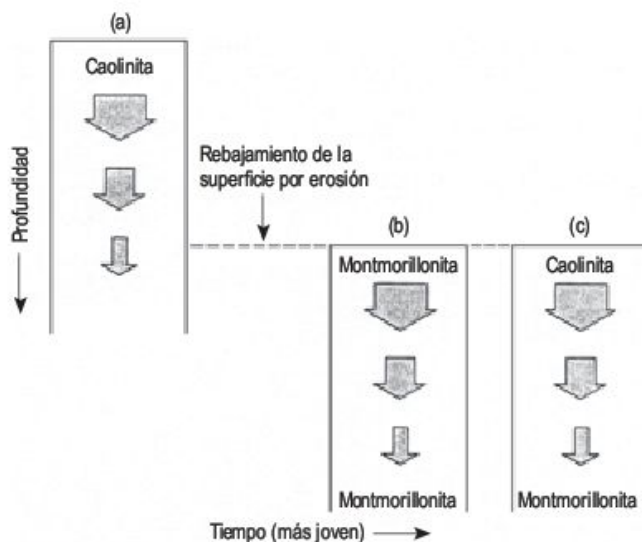 (a)
Caolinita
Profundidad
Rebajamiento de la
superficie por erosión
(b)
(c)
Montmorillonita
Caolinita
Montmorillonita
Montmorillonita
Tiempo (más joven)